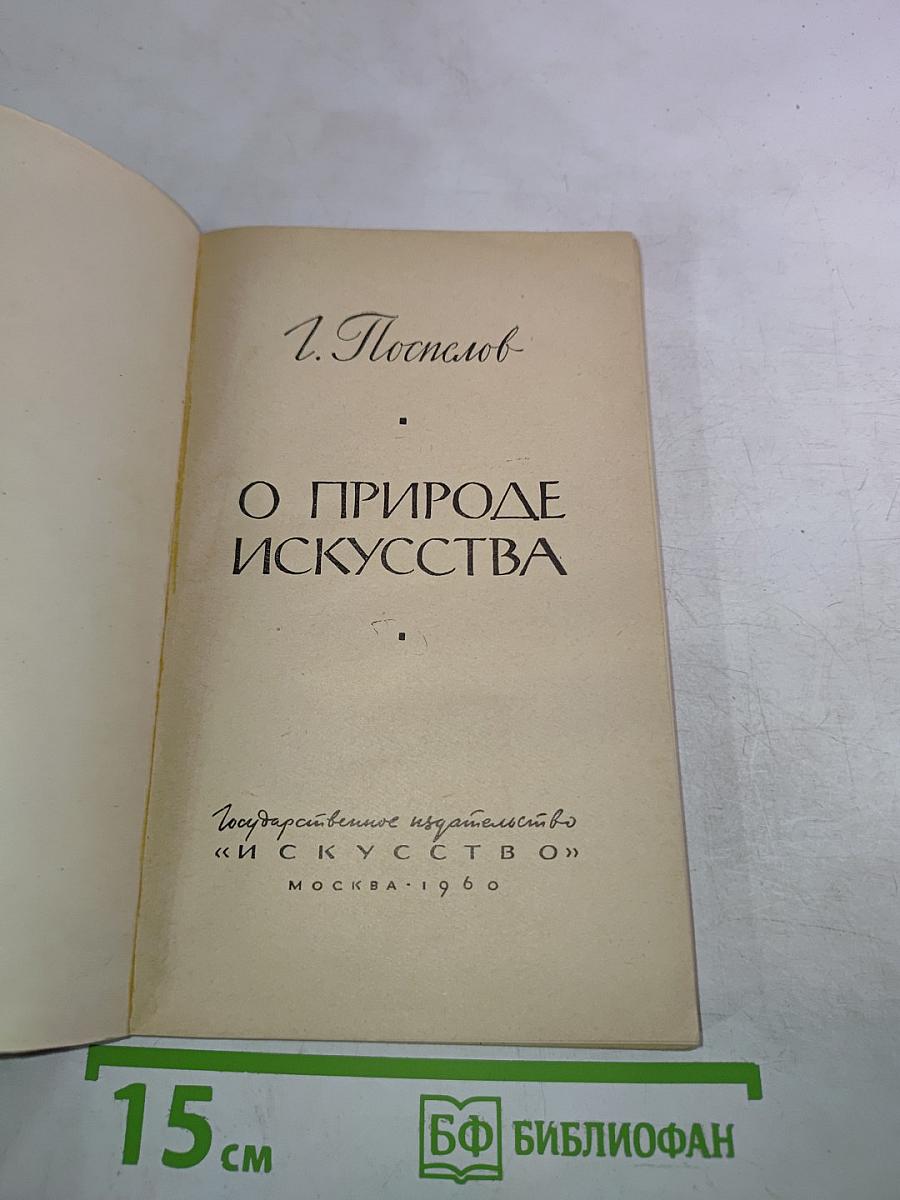 Г. Поспелов
О ПРИРОДЕ
ИСКУССТВА
Государственное издательство
«ИСКУССТВО»
МОСКВА · 1960
15 см
БФ БИБЛИОФАН